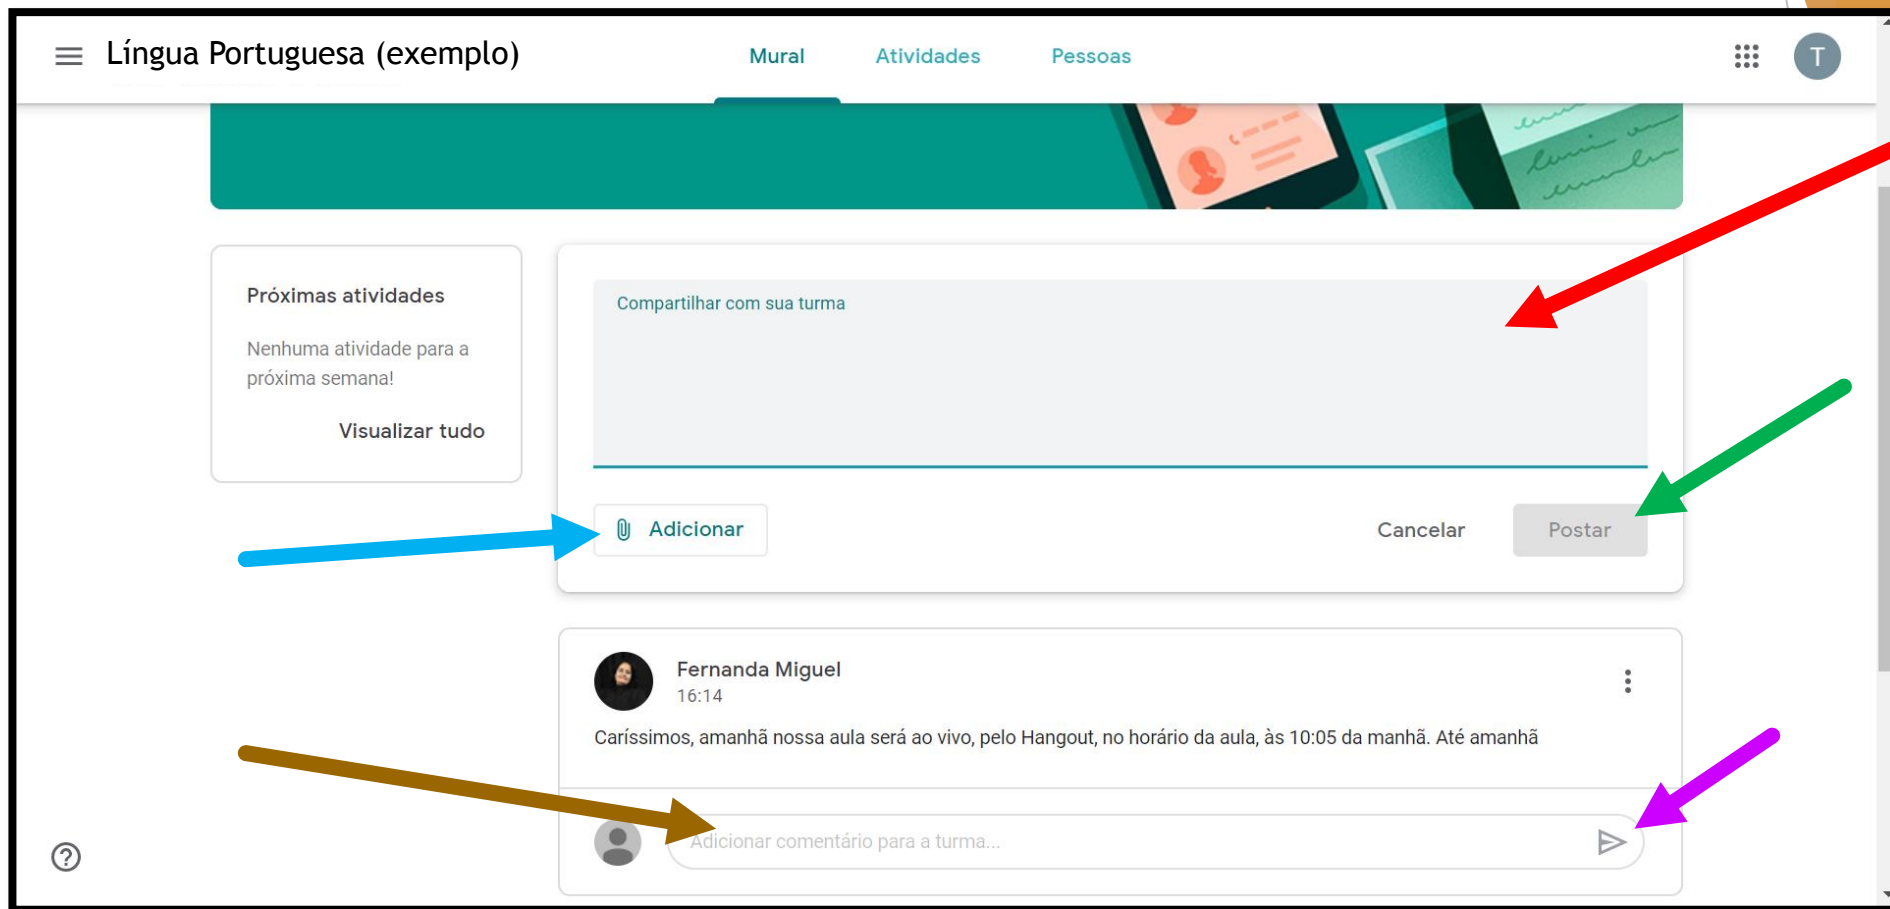 Língua Portuguesa (exemplo)
Mural
Atividades
Pessoas
T
Próximas atividades
Nenhuma atividade para a
próxima semana!
Visualizar tudo
Compartilhar com sua turma
Adicionar
Cancelar
Postar
Fernanda Miguel
16:14
Caríssimos, amanhã nossa aula será ao vivo, pelo Hangout, no horário da aula, às 10:05 da manhã. Até amanhã
Adicionar comentário para a turma...